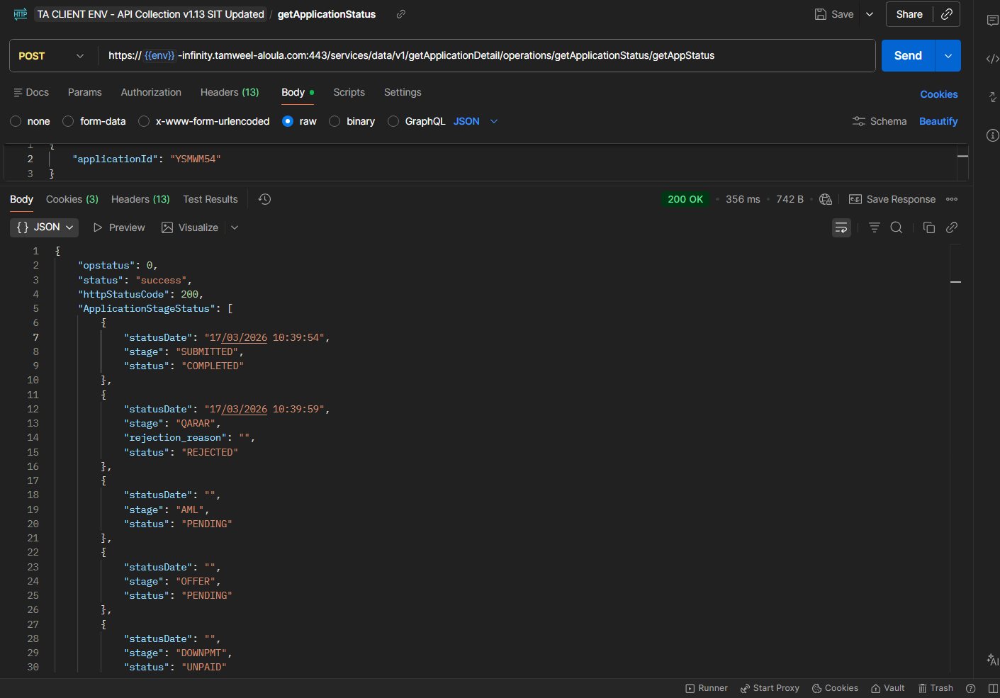 HTTP TA CLIENT ENV - API Collection v1.13 SIT Updated / getApplicationStatus Save Share
POST https:// {{env}} -infinity.tamweel-aloula.com:443/services/data/v1/getApplicationDetail/operations/getApplicationStatus/getAppStatus Send
Docs Params Authorization Headers (13) Body Scripts Settings Cookies
none form-data x-www-form-urlencoded raw binary GraphQL JSON Schema Beautify
1 {
2 "applicationId": "YSMWM54"
3 }
Body Cookies (3) Headers (13) Test Results 200 OK 356 ms 742 B e.g. Save Response
{} JSON Preview Visualize
1 {
2 "opstatus": 0,
3 "status": "success",
4 "httpStatusCode": 200,
5 "ApplicationStageStatus": [
6 {
7 "statusDate": "17/03/2026 10:39:54",
8 "stage": "SUBMITTED",
9 "status": "COMPLETED"
10 },
11 {
12 "statusDate": "17/03/2026 10:39:59",
13 "stage": "QARAR",
14 "rejection_reason": "",
15 "status": "REJECTED"
16 },
17 {
18 "statusDate": "",
19 "stage": "AML",
20 "status": "PENDING"
21 },
22 {
23 "statusDate": "",
24 "stage": "OFFER",
25 "status": "PENDING"
26 },
27 {
28 "statusDate": "",
29 "stage": "DOWNPMT",
30 "status": "UNPAID"
AI
Runner Start Proxy Cookies Vault Trash